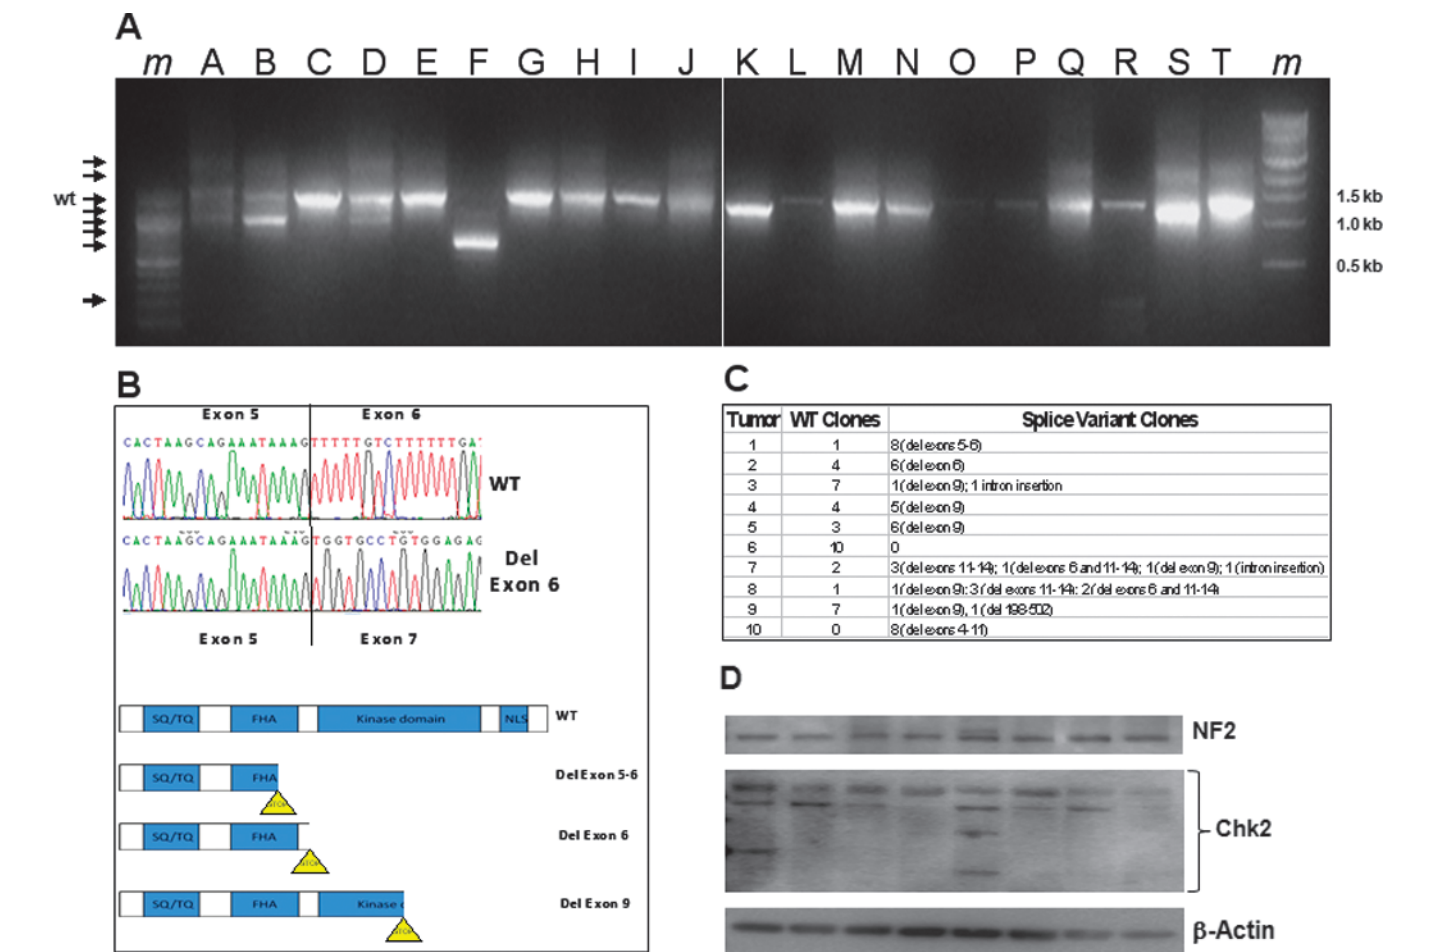 A
m A B C D E F G H I J K L M N O P Q R S T m
wt
1.5 kb
1.0 kb
0.5 kb
B
Exon 5 Exon 6
CACTAAGCAGAAATAAAGTTTTTGTCTTTTTTGA
WT
CACTAAGCAGAAATAAAGTGGTGCCTGTGGAGAG
Del
Exon 6
Exon 5 Exon 7
SQ/TQ FHA Kinase domain NLS WT
SQ/TQ FHA Del Exon 5-6
STOP
SQ/TQ FHA Del Exon 6
STOP
SQ/TQ FHA Kinase d Del Exon 9
STOP
C
Tumor WT Clones Splice Variant Clones
1 1 8(del exons 5-6)
2 4 6(del exon 6)
3 7 1(del exon 9); 1 intron insertion
4 4 5(del exon 9)
5 3 6(del exon 9)
6 10 0
7 2 3(del exons 11-14); 1(del exons 6 and 11-14); 1(del exon 9); 1(intron insertion)
8 1 1(del exon 9); 3(del exons 11-14); 2(del exons 6 and 11-14)
9 7 1(del exon 9), 1(del 198-502)
10 0 8(del exons 4-11)
D
NF2
Chk2
β-Actin